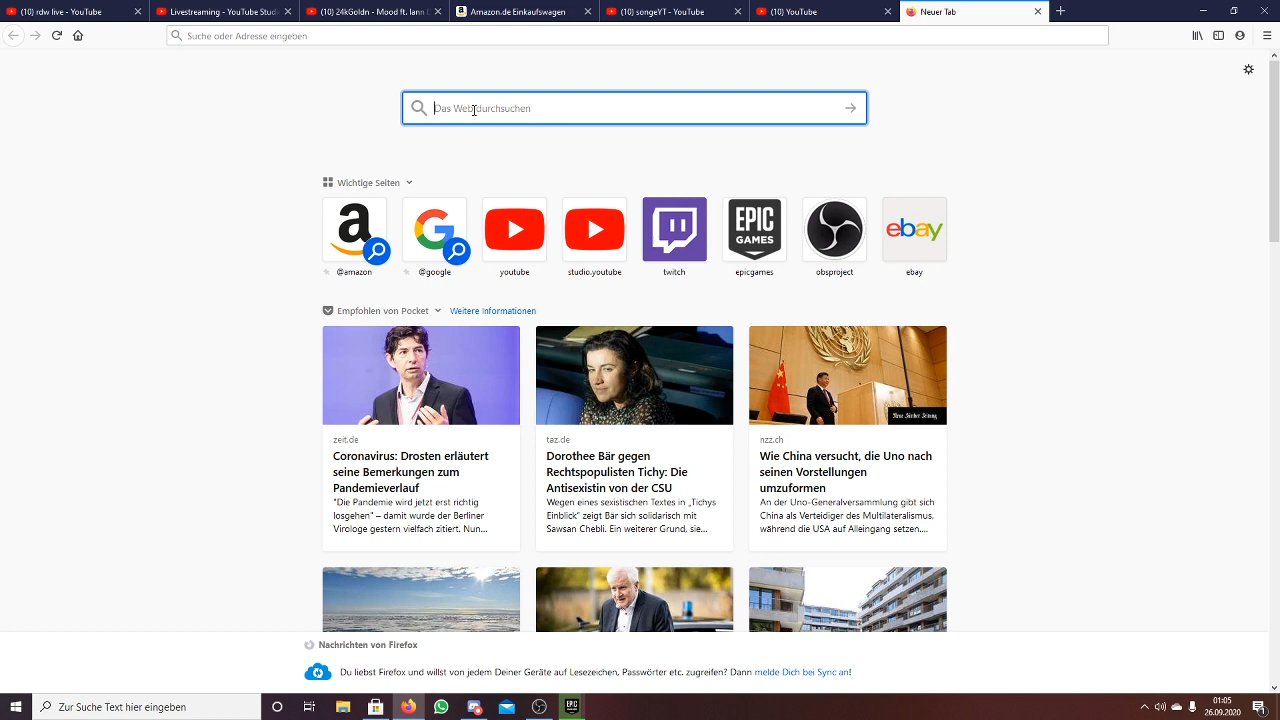 (10) rdw live - YouTube
Livestreaming - YouTube Stud
(10) 24kGoldn - Mood ft. Iann D
Amazon.de Einkaufswagen
(10) songeYT - YouTube
(10) YouTube
Neuer Tab
Suche oder Adresse eingeben
Das Web durchsuchen
Wichtige Seiten
a
G
EPIC GAMES
ebay
@amazon
@google
youtube
studio.youtube
twitch
epicgames
obsproject
ebay
Empfohlen von Pocket
Weitere Informationen
Neue Zürcher Zeitung
zeit.de
Coronavirus: Drosten erläutert
seine Bemerkungen zum
Pandemieverlauf
"Die Pandemie wird jetzt erst richtig
losgehen" – damit wurde der Berliner
Virologe gestern vielfach zitiert. Nun...
taz.de
Dorothee Bär gegen
Rechtspopulisten Tichy: Die
Antisexistin von der CSU
Wegen eines sexistischen Textes in „Tichys
Einblick" zeigt Bär sich solidarisch mit
Sawsan Chebli. Ein weiterer Grund, sie...
nzz.ch
Wie China versucht, die Uno nach
seinen Vorstellungen
umzuformen
An der Uno-Generalversammlung gibt sich
China als Verteidiger des Multilateralismus,
während die USA auf Alleingang setzen....
Nachrichten von Firefox
Du liebst Firefox und willst von jedem Deiner Geräte auf Lesezeichen, Passwörter etc. zugreifen? Dann melde Dich bei Sync an!
Zur Suche Text hier eingeben
EPIC
01:05
26.09.2020
1